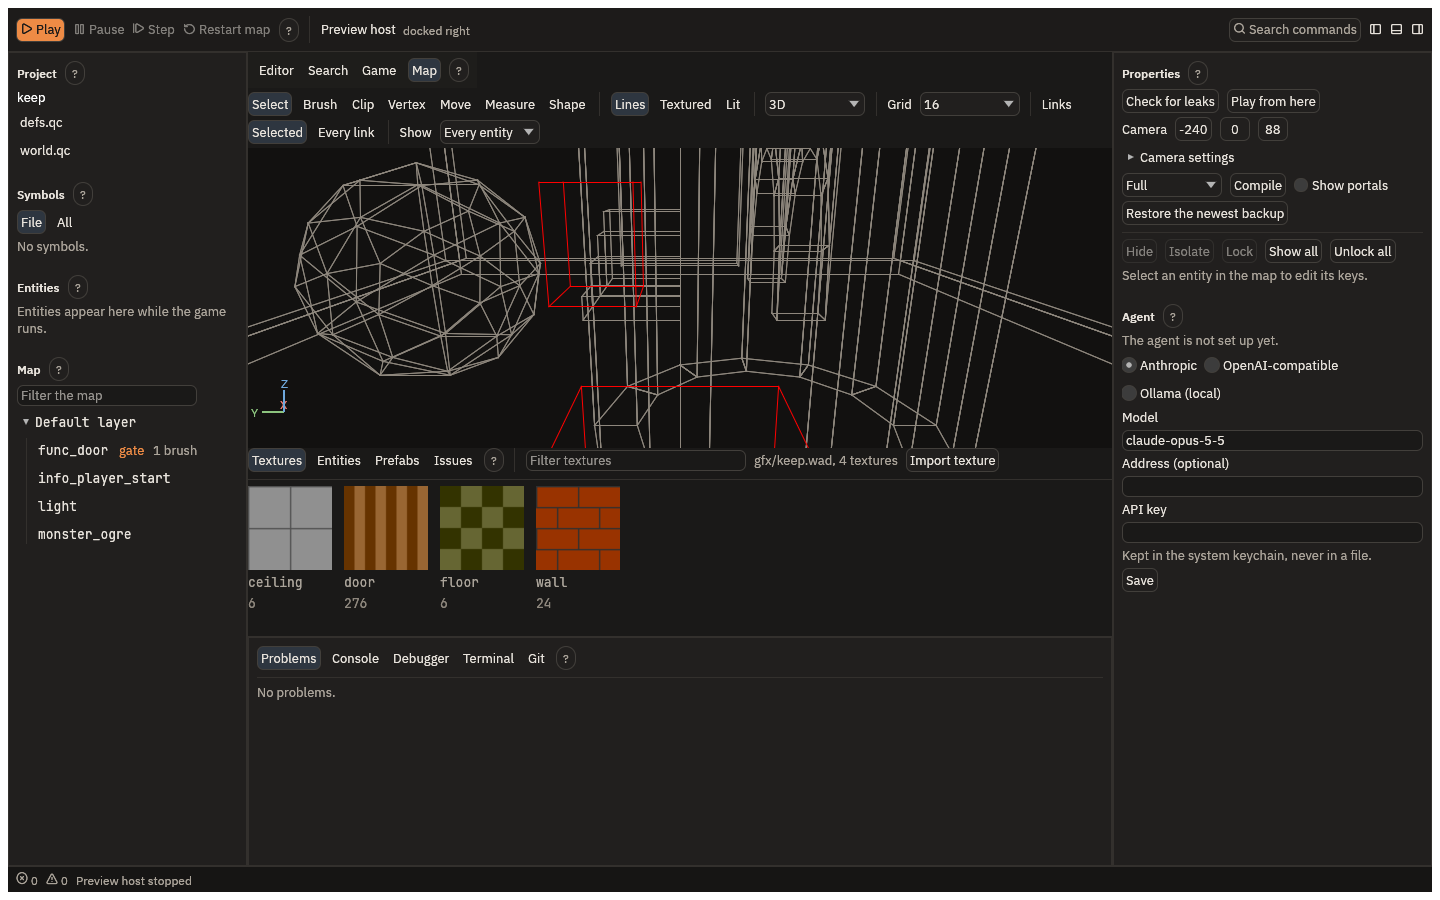 Play Pause Step Restart map ? Preview host docked right Search commands
Project ?
keep
defs.qc
world.qc
Symbols ?
File All
No symbols.
Entities ?
Entities appear here while the game
runs.
Map ?
Filter the map
Default layer
func_door gate 1 brush
info_player_start
light
monster_ogre
Editor Search Game Map ?
Select Brush Clip Vertex Move Measure Shape Lines Textured Lit 3D Grid 16 Links
Selected Every link Show Every entity
Z
Y X
Textures Entities Prefabs Issues ? Filter textures gfx/keep.wad, 4 textures Import texture
ceiling door floor wall
6 276 6 24
Problems Console Debugger Terminal Git ?
No problems.
Properties ?
Check for leaks Play from here
Camera -240 0 88
Camera settings
Full Compile Show portals
Restore the newest backup
Hide Isolate Lock Show all Unlock all
Select an entity in the map to edit its keys.
Agent ?
The agent is not set up yet.
Anthropic OpenAI-compatible
Ollama (local)
Model
claude-opus-5-5
Address (optional)
API key
Kept in the system keychain, never in a file.
Save
0 0 Preview host stopped